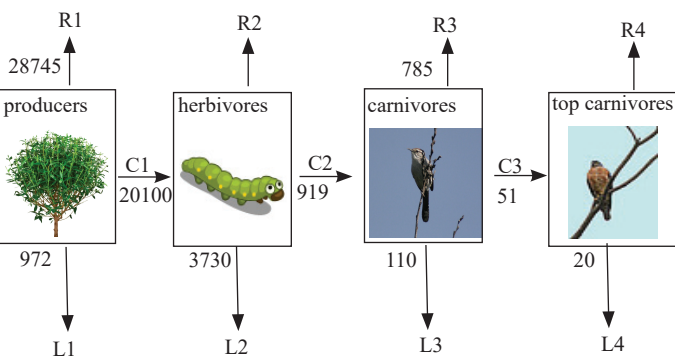 R1
R2
R3
R4
28745
785
producers
herbivores
carnivores
top carnivores
C1
20100
C2
919
C3
51
972
3730
110
20
L1
L2
L3
L4